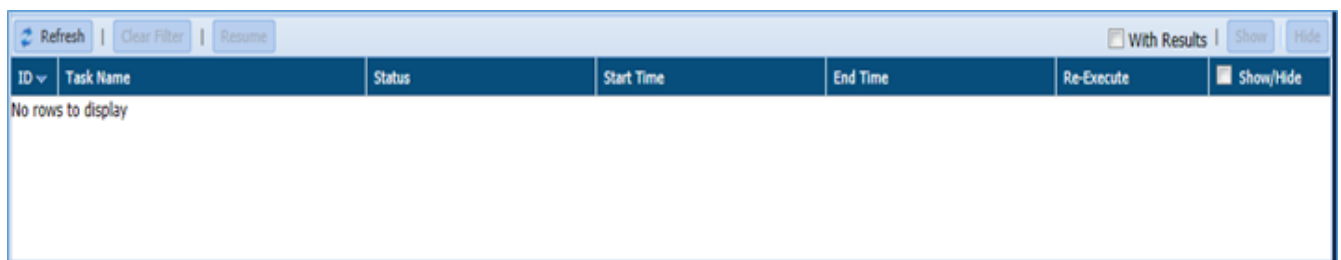 Refresh | Clear Filter | Resume With Results | Show Hide
ID Task Name Status Start Time End Time Re-Execute Show/Hide
No rows to display